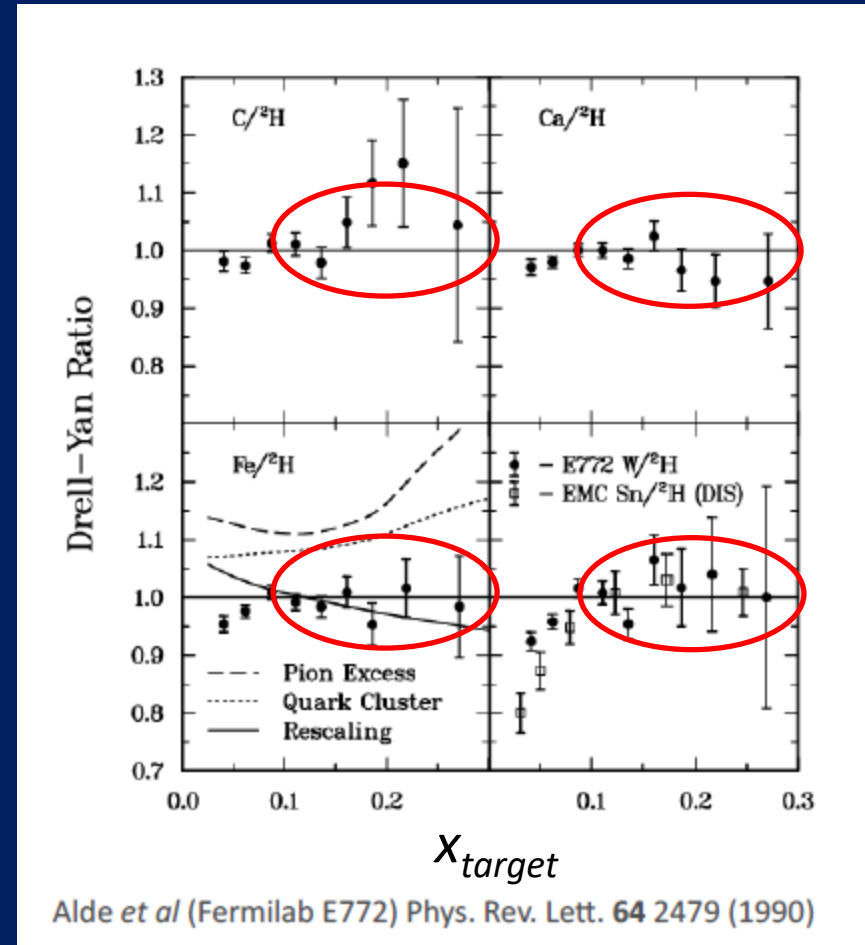 1.3
1.2
1.1
1.0
0.9
0.8
C/²H
Ca/²H
Drell–Yan Ratio
1.2
1.1
1.0
0.9
0.8
0.7
Fe/²H
– – – Pion Excess
------- Quark Cluster
—— Rescaling
– E772 W/²H
– EMC Sn/²H (DIS)
0.0 0.1 0.2 0.1 0.2 0.3
x_target
Alde et al (Fermilab E772) Phys. Rev. Lett. 64 2479 (1990)